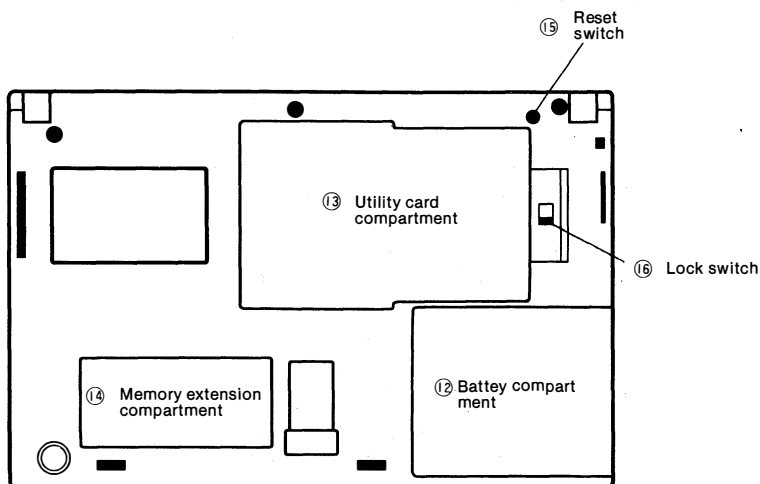 ⑮ Reset
switch
⑬ Utility card
compartment
⑯ Lock switch
⑭ Memory extension
compartment
⑫ Battey compart
ment